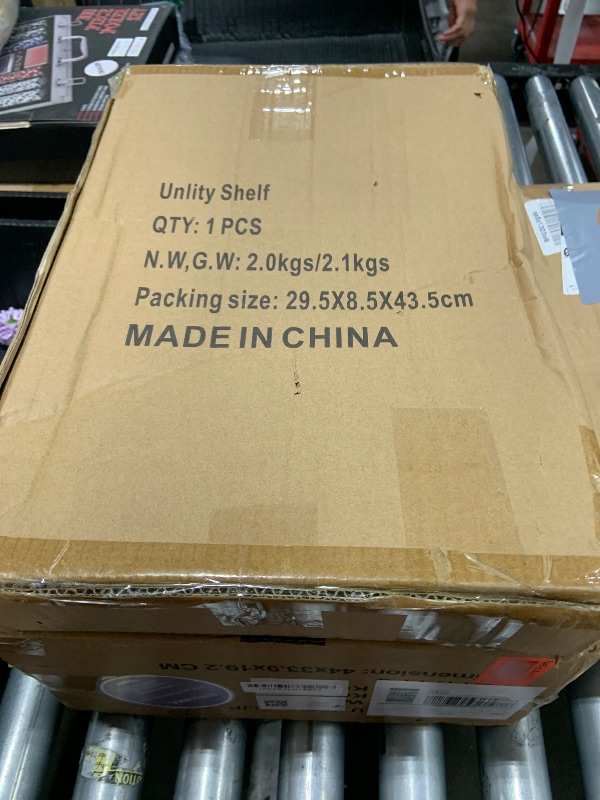 Unlity Shelf
QTY: 1 PCS
N.W,G.W: 2.0kgs/2.1kgs
Packing size: 29.5X8.5X43.5cm
MADE IN CHINA
mension: 44x33.9x19.2 CM